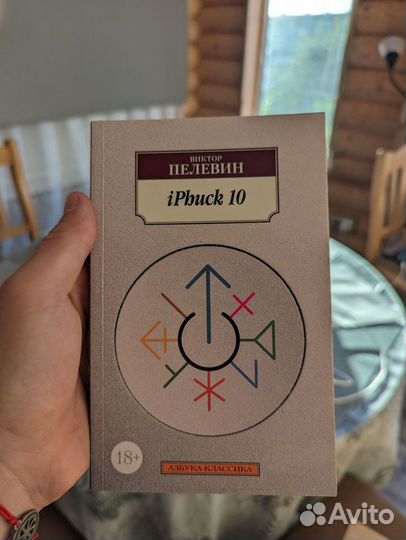 ВИКТОР
ПЕЛЕВИН
iPhuck 10
18+
АЗБУКА-КЛАССИКА
Avito